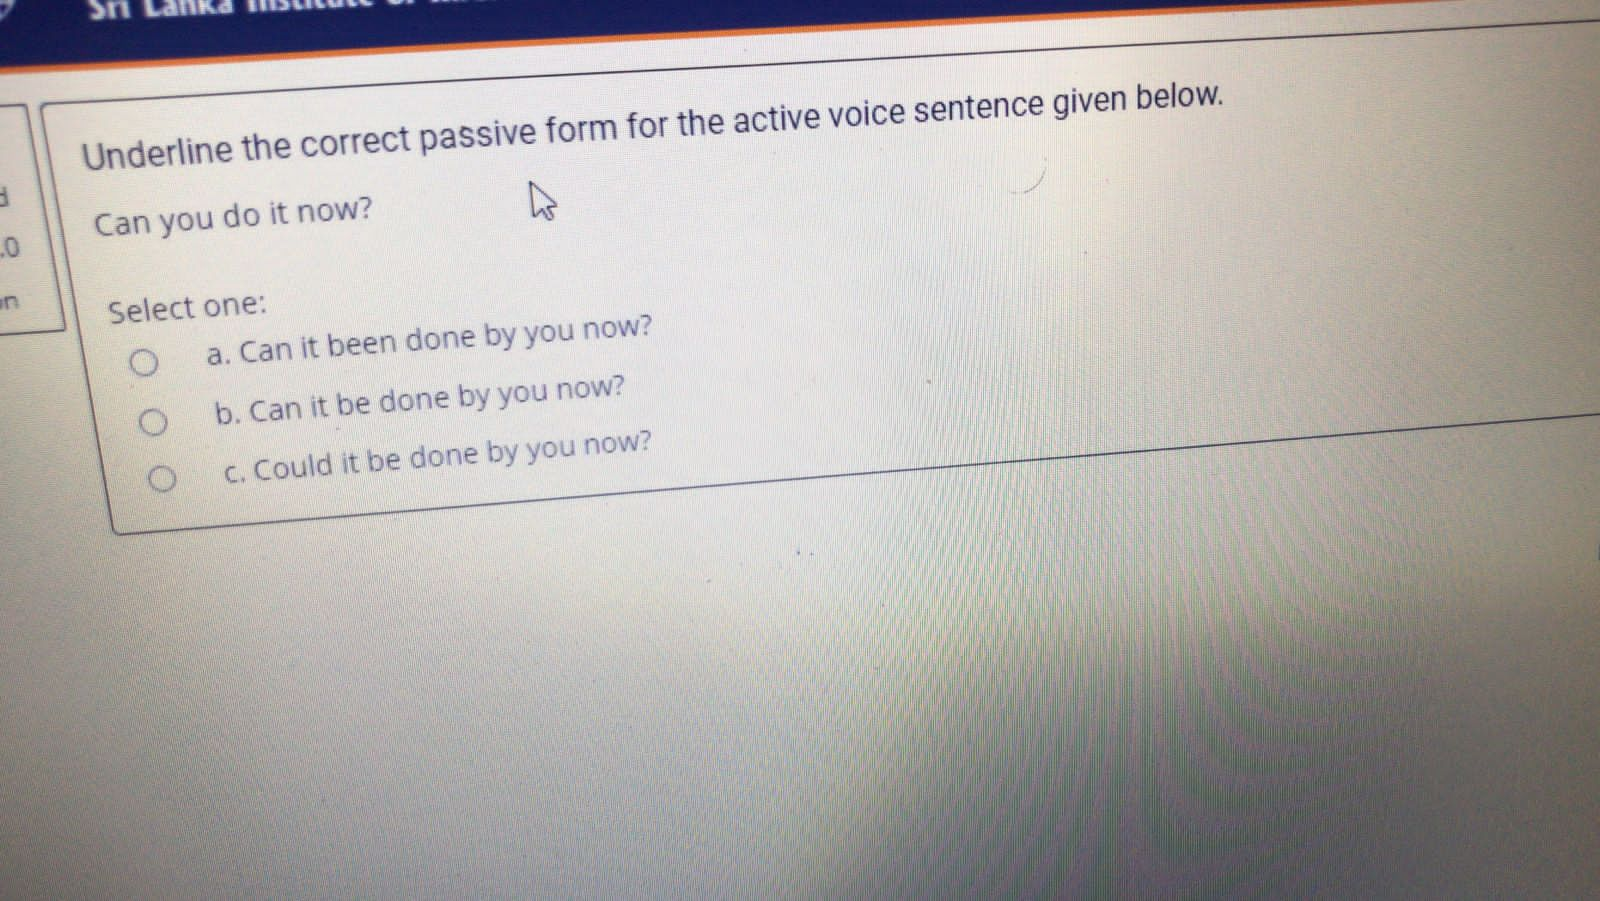 Sri Lanka Institute
Underline the correct passive form for the active voice sentence given below.
Can you do it now?
Select one:
a. Can it been done by you now?
b. Can it be done by you now?
c. Could it be done by you now?
.0